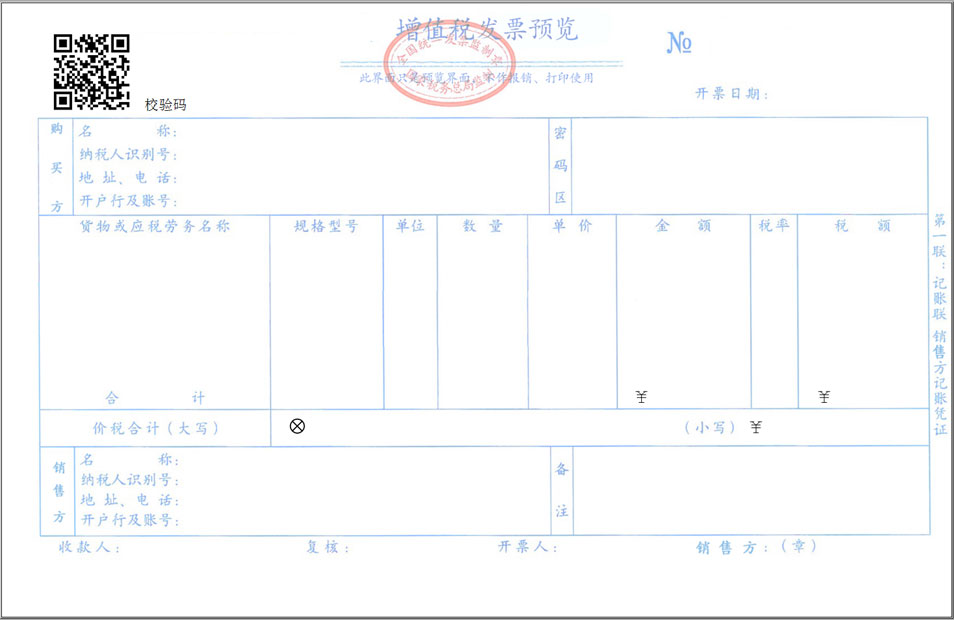 增值税发票预览
全国统一发票监制章
国家税务总局监制
此界面只是预览界面，不作报销、打印使用
№
校验码
开票日期：
购买方
名 称：
纳税人识别号：
地 址、电 话：
开户行及账号：
密码区
货物或应税劳务名称 规格型号 单位 数 量 单 价 金 额 税率 税 额
合 计 ¥ ¥
价税合计（大写） ⊗ （小写） ¥
销售方
名 称：
纳税人识别号：
地 址、电 话：
开户行及账号：
备注
收款人： 复核： 开票人： 销 售 方：（章）
第一联：记账联 销售方记账凭证